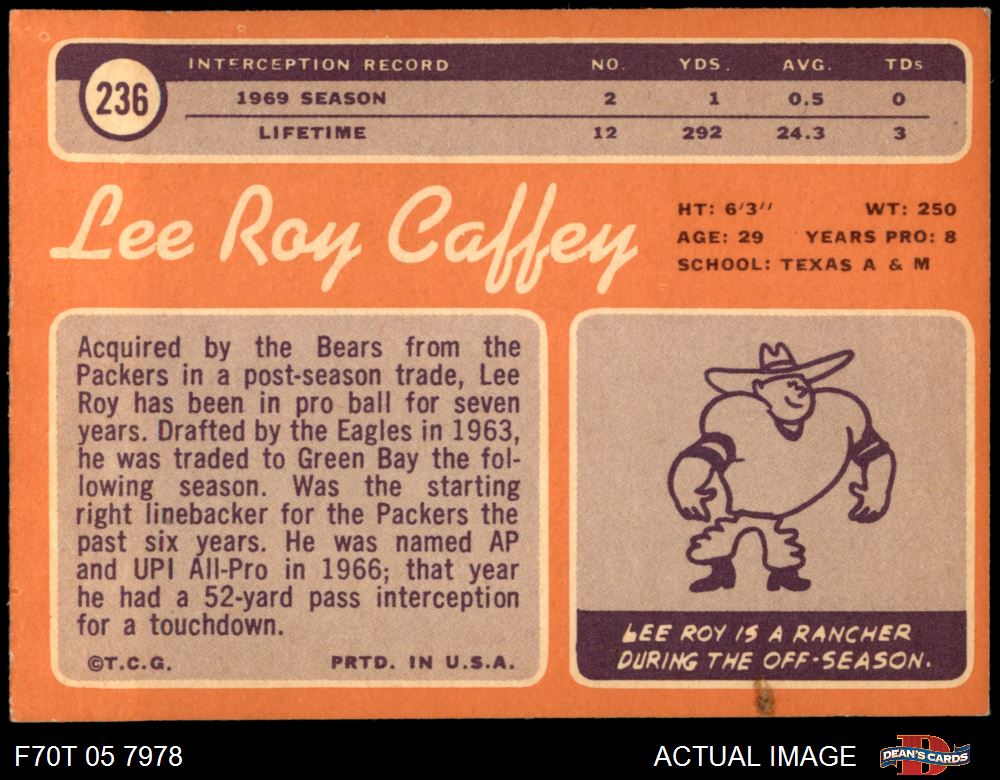 236
INTERCEPTION RECORD NO. YDS. AVG. TDs
1969 SEASON 2 1 0.5 0
LIFETIME 12 292 24.3 3
Lee Roy Caffey
HT: 6'3" WT: 250
AGE: 29 YEARS PRO: 8
SCHOOL: TEXAS A & M
Acquired by the Bears from the
Packers in a post-season trade, Lee
Roy has been in pro ball for seven
years. Drafted by the Eagles in 1963,
he was traded to Green Bay the fol-
lowing season. Was the starting
right linebacker for the Packers the
past six years. He was named AP
and UPI All-Pro in 1966; that year
he had a 52-yard pass interception
for a touchdown.
©T.C.G. PRTD. IN U.S.A.
LEE ROY IS A RANCHER
DURING THE OFF-SEASON.
F70T 05 7978 ACTUAL IMAGE D DEAN'S CARDS